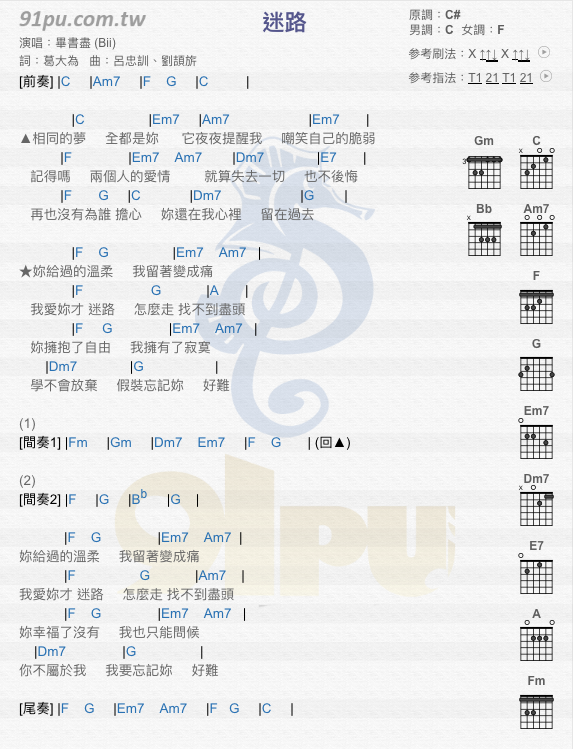 91pu.com.tw
迷路
原調：C#
男調：C 女調：F
演唱：畢書盡 (Bii)
參考刷法：X ↑↑↓ X ↑↑↓
詞：葛大為 曲：呂忠訓、劉頡旂
參考指法：T1 21 T1 21
[前奏] |C |Am7 |F G |C |
|C |Em7 |Am7 |Em7 |
▲相同的夢 全都是妳 它夜夜提醒我 嘲笑自己的脆弱
|F |Em7 Am7 |Dm7 |E7 |
記得嗎 兩個人的愛情 就算失去一切 也不後悔
|F G |C |Dm7 |G |
再也沒有為誰 擔心 妳還在我心裡 留在過去
|F G |Em7 Am7 |
★妳給過的溫柔 我留著變成痛
|F G |A |
我愛妳才 迷路 怎麼走 找不到盡頭
|F G |Em7 Am7 |
妳擁抱了自由 我擁有了寂寞
|Dm7 |G |
學不會放棄 假裝忘記妳 好難
(1)
[間奏1] |Fm |Gm |Dm7 Em7 |F G | (回▲)
(2)
[間奏2] |F |G |Bb |G |
|F G |Em7 Am7 |
妳給過的溫柔 我留著變成痛
|F G |Am7 |
我愛妳才 迷路 怎麼走 找不到盡頭
|F G |Em7 Am7 |
妳幸福了沒有 我也只能問候
|Dm7 |G |
你不屬於我 我要忘記妳 好難
[尾奏] |F G |Em7 Am7 |F G |C |
Gm C
x
3
Bb Am7
x x
F
G
Em7
Dm7
x
E7
A
x
Fm
91pu